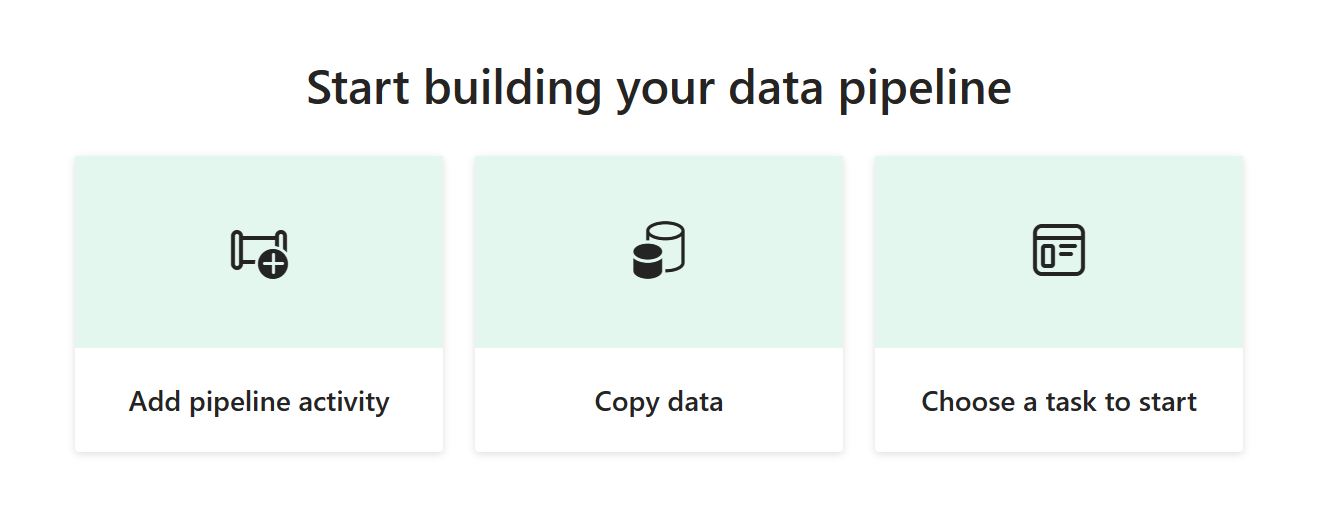 Start building your data pipeline
Add pipeline activity
Copy data
Choose a task to start